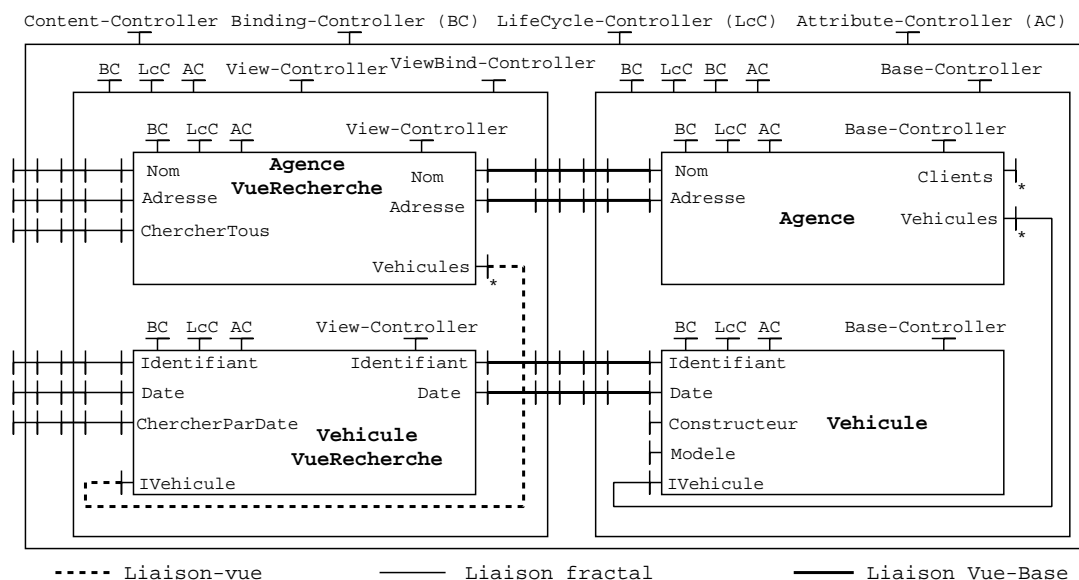 Content-Controller Binding-Controller (BC) LifeCycle-Controller (LcC) Attribute-Controller (AC)
BC LcC AC View-Controller ViewBind-Controller BC LcC BC AC Base-Controller
BC LcC AC View-Controller BC LcC AC Base-Controller
Nom Agence Nom Nom Clients
VueRecherche *
Adresse Adresse Adresse Agence Vehicules
ChercherTous *
Vehicules
*
BC LcC AC View-Controller BC LcC AC Base-Controller
Identifiant Identifiant Identifiant
Date Date Date
ChercherParDate Constructeur Vehicule
Vehicule
VueRecherche Modele
IVehicule IVehicule
Liaison-vue Liaison fractal Liaison Vue-Base